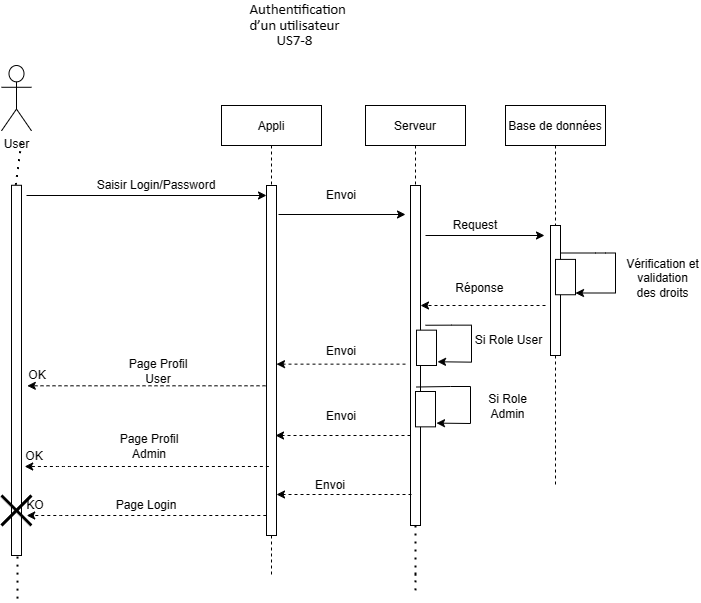 Authentification
d'un utilisateur
US7-8
User
Appli
Serveur
Base de données
Saisir Login/Password
Envoi
Request
Vérification et
validation
des droits
Réponse
Si Role User
Envoi
Page Profil
User
OK
Si Role
Admin
Envoi
Page Profil
Admin
OK
Envoi
Page Login
KO